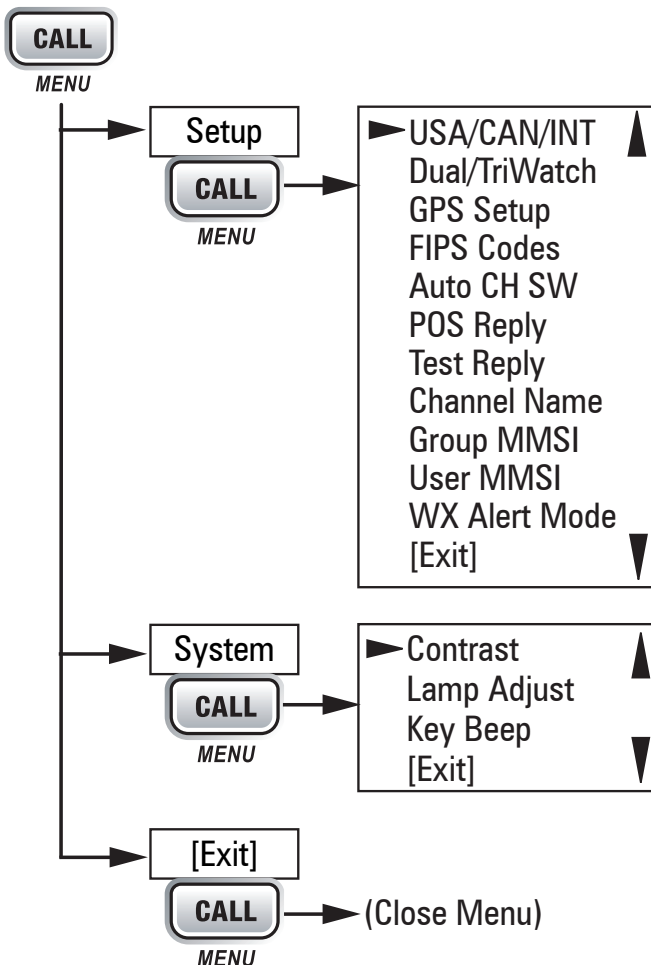 CALL
MENU
Setup
CALL
MENU
USA/CAN/INT
Dual/TriWatch
GPS Setup
FIPS Codes
Auto CH SW
POS Reply
Test Reply
Channel Name
Group MMSI
User MMSI
WX Alert Mode
[Exit]
System
CALL
MENU
Contrast
Lamp Adjust
Key Beep
[Exit]
[Exit]
CALL
MENU
(Close Menu)